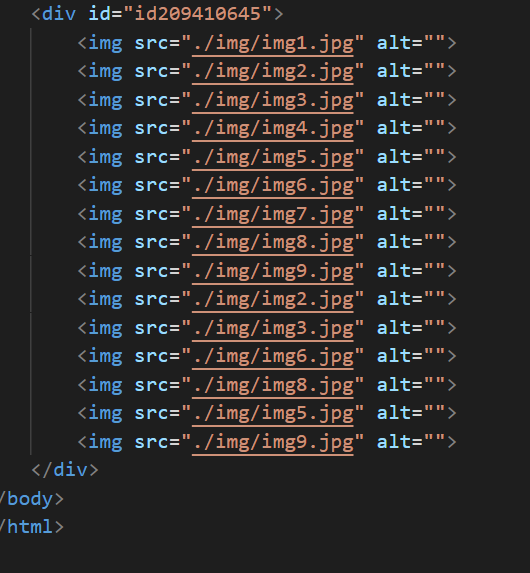 <div id="id209410645">
<img src="./img/img1.jpg" alt="">
<img src="./img/img2.jpg" alt="">
<img src="./img/img3.jpg" alt="">
<img src="./img/img4.jpg" alt="">
<img src="./img/img5.jpg" alt="">
<img src="./img/img6.jpg" alt="">
<img src="./img/img7.jpg" alt="">
<img src="./img/img8.jpg" alt="">
<img src="./img/img9.jpg" alt="">
<img src="./img/img2.jpg" alt="">
<img src="./img/img3.jpg" alt="">
<img src="./img/img6.jpg" alt="">
<img src="./img/img8.jpg" alt="">
<img src="./img/img5.jpg" alt="">
<img src="./img/img9.jpg" alt="">
</div>
/body>
/html>